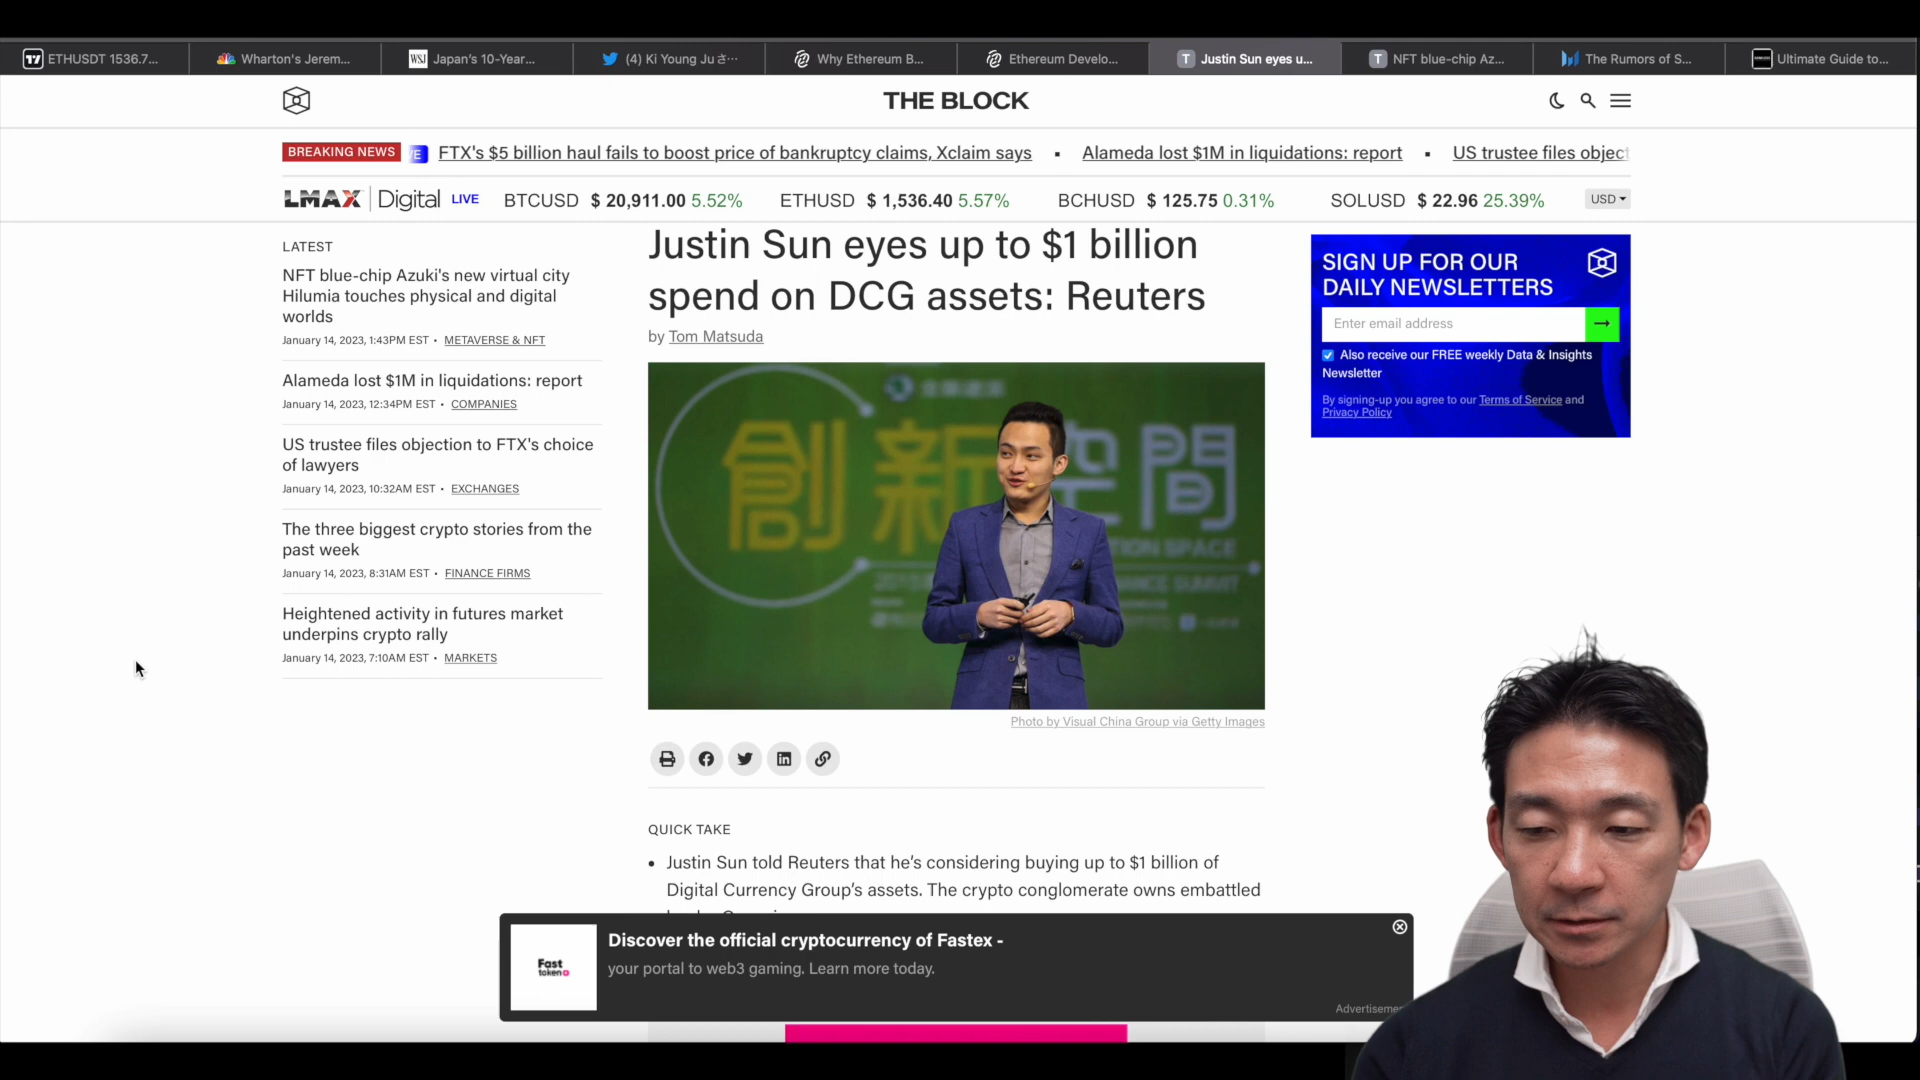 ETHUSDT 1536.7...
Wharton's Jerem...
WSJ Japan's 10-Year...
(4) Ki Young Ju さ···
Why Ethereum B...
Ethereum Develo...
T Justin Sun eyes u...
T NFT blue-chip Az...
The Rumors of S...
Ultimate Guide to...
THE BLOCK
BREAKING NEWS
FTX's $5 billion haul fails to boost price of bankruptcy claims, Xclaim says
Alameda lost $1M in liquidations: report
US trustee files object
LMAX Digital LIVE BTCUSD $ 20,911.00 5.52% ETHUSD $ 1,536.40 5.57% BCHUSD $ 125.75 0.31% SOLUSD $ 22.96 25.39% USD
LATEST
NFT blue-chip Azuki's new virtual city
Hilumia touches physical and digital
worlds
January 14, 2023, 1:43PM EST • METAVERSE & NFT
Alameda lost $1M in liquidations: report
January 14, 2023, 12:34PM EST • COMPANIES
US trustee files objection to FTX's choice
of lawyers
January 14, 2023, 10:32AM EST • EXCHANGES
The three biggest crypto stories from the
past week
January 14, 2023, 8:31AM EST • FINANCE FIRMS
Heightened activity in futures market
underpins crypto rally
January 14, 2023, 7:10AM EST • MARKETS
Justin Sun eyes up to $1 billion
spend on DCG assets: Reuters
by Tom Matsuda
創新空間
TION SPACE
Photo by Visual China Group via Getty Images
QUICK TAKE
• Justin Sun told Reuters that he's considering buying up to $1 billion of
Digital Currency Group's assets. The crypto conglomerate owns embattled
SIGN UP FOR OUR
DAILY NEWSLETTERS
Enter email address
Also receive our FREE weekly Data & Insights
Newsletter
By signing-up you agree to our Terms of Service and
Privacy Policy
Fast
token
Discover the official cryptocurrency of Fastex -
your portal to web3 gaming. Learn more today.
Advertiseme